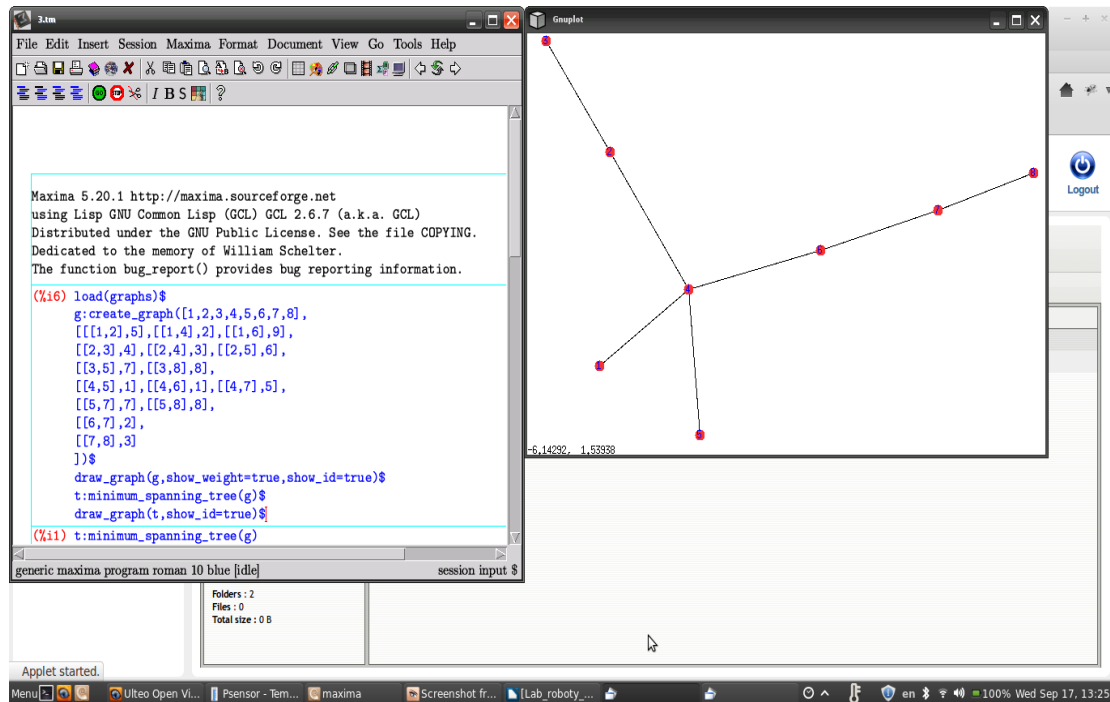 3.tm
File Edit Insert Session Maxima Format Document View Go Tools Help
I B S ?
Maxima 5.20.1 http://maxima.sourceforge.net
using Lisp GNU Common Lisp (GCL) GCL 2.6.7 (a.k.a. GCL)
Distributed under the GNU Public License. See the file COPYING.
Dedicated to the memory of William Schelter.
The function bug_report() provides bug reporting information.
(%i6) load(graphs)$
g:create_graph([1,2,3,4,5,6,7,8],
[[[1,2],5],[[1,4],2],[[1,6],9],
[[2,3],4],[[2,4],3],[[2,5],6],
[[3,5],7],[[3,8],8],
[[4,5],1],[[4,6],1],[[4,7],5],
[[5,7],7],[[5,8],8],
[[6,7],2],
[[7,8],3]
])$
draw_graph(g,show_weight=true,show_id=true)$
t:minimum_spanning_tree(g)$
draw_graph(t,show_id=true)$
(%i1) t:minimum_spanning_tree(g)
generic maxima program roman 10 blue [idle]
session input $
Gnuplot
2
8
7
6
4
1
-6.14292, 1.53938
Logout
Folders : 2
Files : 0
Total size : 0 B
Applet started.
Menu
Ulteo Open Vi...
Psensor - Tem...
maxima
Screenshot fr...
[Lab_roboty_...
en
100%
Wed Sep 17, 13:25